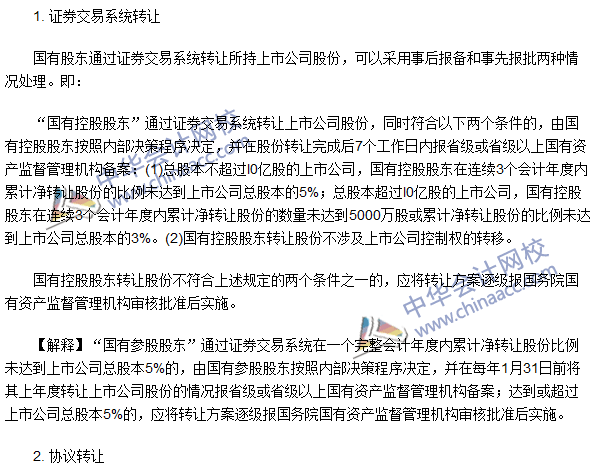 1. 证券交易系统转让
国有股东通过证券交易系统转让所持上市公司股份，可以采用事后报备和事先报批两种情
况处理。即：
“国有控股股东”通过证券交易系统转让上市公司股份，同时符合以下两个条件的，由国
有控股股东按照内部决策程序决定，并在股份转让完成后7个工作日内报省级或省级以上国有资
产监督管理机构备案；(1)总股本不超过l0亿股的上市公司，国有控股股东在连续3个会计年度内
累计净转让股份的比例未达到上市公司总股本的5%；总股本超过l0亿股的上市公司，国有控股
股东在连续3个会计年度内累计净转让股份的数量未达到5000万股或累计净转让股份的比例未达
到上市公司总股本的3%。(2)国有控股股东转让股份不涉及上市公司控制权的转移。
国有控股股东转让股份不符合上述规定的两个条件之一的，应将转让方案逐级报国务院国
有资产监督管理机构审核批准后实施。
【解释】“国有参股股东”通过证券交易系统在一个完整会计年度内累计净转让股份比例
未达到上市公司总股本5%的，由国有参股股东按照内部决策程序决定，并在每年1月31日前将
其上年度转让上市公司股份的情况报省级或省级以上国有资产监督管理机构备案；达到或超过
上市公司总股本5%的，应将转让方案逐级报国务院国有资产监督管理机构审核批准后实施。
2. 协议转让
中华会计网校
www.chinaacc.com
中华会计网校
www.chinaacc.com